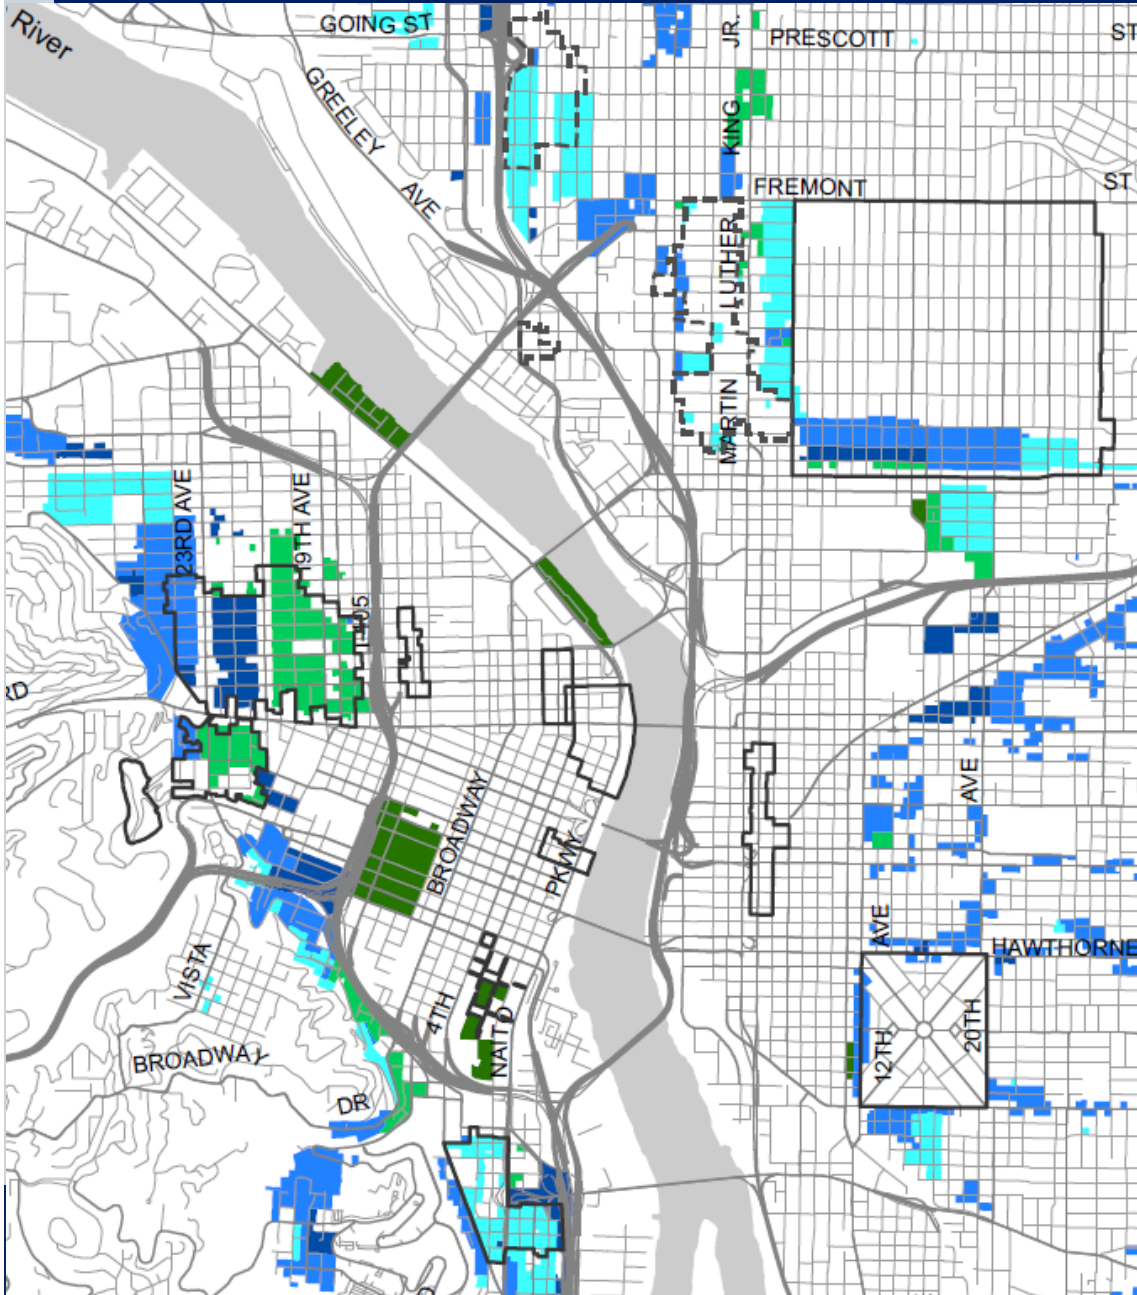 River
GOING ST
GREELEY
AVE
JR.
PRESCOTT
ST
KING
FREMONT
ST
LUTHER
MARTIN
23RD AVE
19TH AVE
I-405
RD
BROADWAY
PKWY
AVE
AVE
HAWTHORNE
VISTA
4TH
NAITO
12TH
20TH
BROADWAY
DR